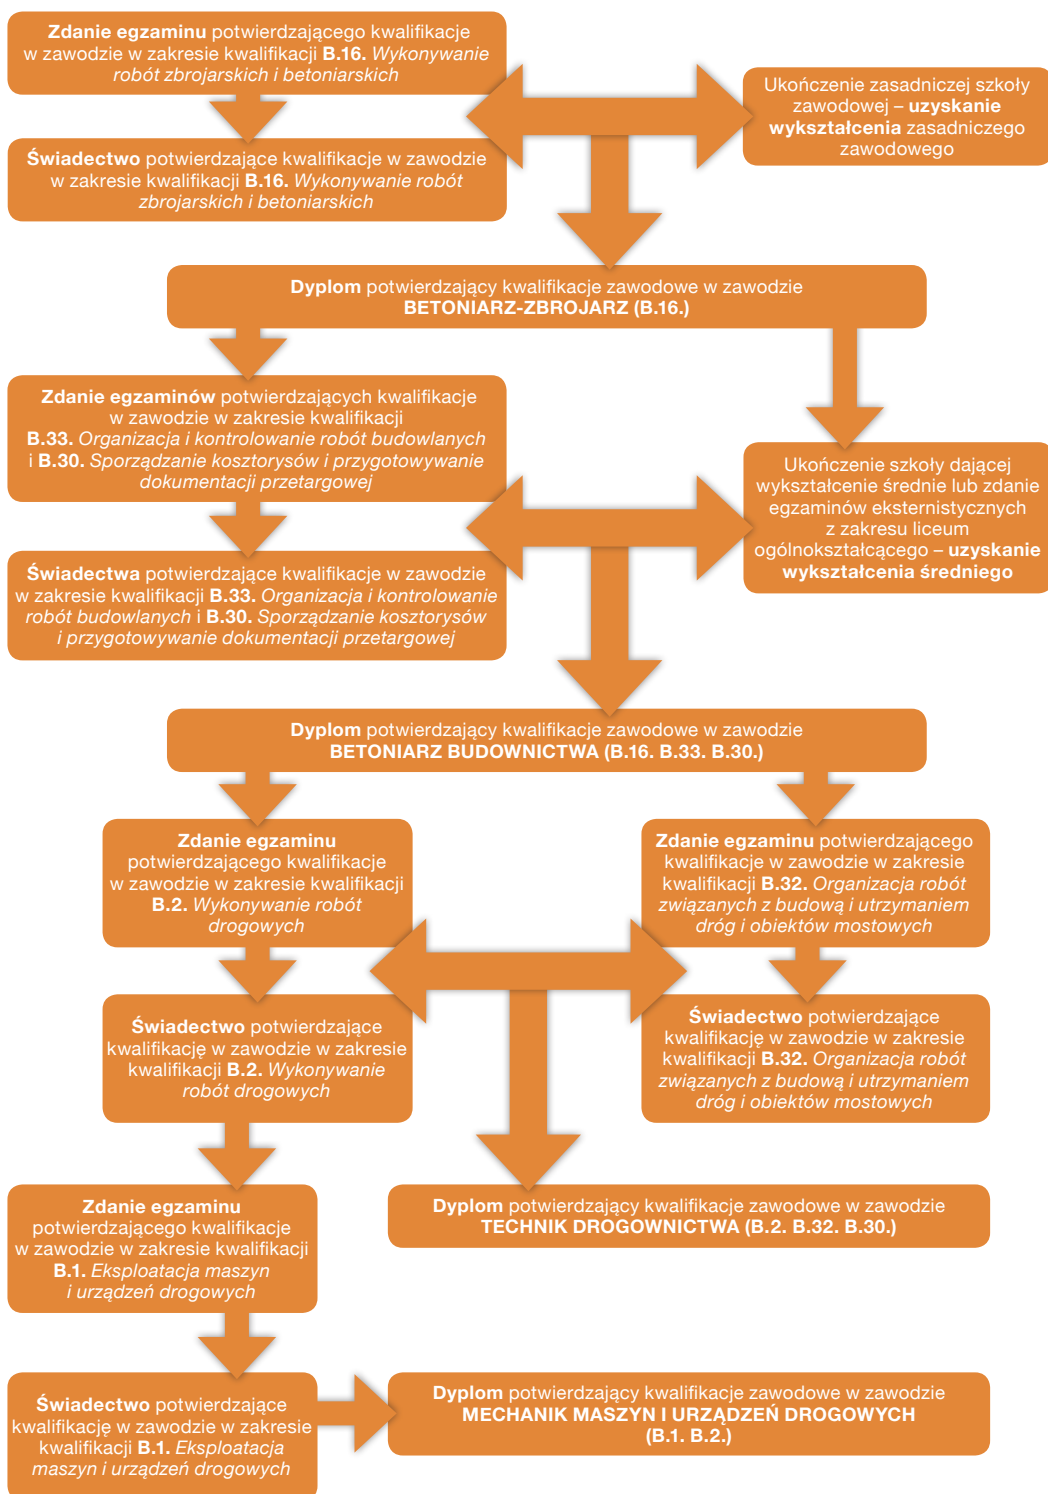 Zdanie egzaminu potwierdzającego kwalifikacje
w zawodzie w zakresie kwalifikacji B.16. Wykonywanie
robót zbrojarskich i betoniarskich
Ukończenie zasadniczej szkoły
zawodowej – uzyskanie
wykształcenia zasadniczego
zawodowego
Świadectwo potwierdzające kwalifikacje w zawodzie
w zakresie kwalifikacji B.16. Wykonywanie robót
zbrojarskich i betoniarskich
Dyplom potwierdzający kwalifikacje zawodowe w zawodzie
BETONIARZ-ZBROJARZ (B.16.)
Zdanie egzaminów potwierdzających kwalifikacje
w zawodzie w zakresie kwalifikacji
B.33. Organizacja i kontrolowanie robót budowlanych
i B.30. Sporządzanie kosztorysów i przygotowywanie
dokumentacji przetargowej
Ukończenie szkoły dającej
wykształcenie średnie lub zdanie
egzaminów eksternistycznych
z zakresu liceum
ogólnokształcącego – uzyskanie
wykształcenia średniego
Świadectwa potwierdzające kwalifikacje w zawodzie
w zakresie kwalifikacji B.33. Organizacja i kontrolowanie
robót budowlanych i B.30. Sporządzanie kosztorysów
i przygotowywanie dokumentacji przetargowej
Dyplom potwierdzający kwalifikacje zawodowe w zawodzie
BETONIARZ BUDOWNICTWA (B.16. B.33. B.30.)
Zdanie egzaminu
potwierdzającego kwalifikacje
w zawodzie w zakresie kwalifikacji
B.2. Wykonywanie robót
drogowych
Zdanie egzaminu potwierdzającego
kwalifikacje w zawodzie w zakresie
kwalifikacji B.32. Organizacja robót
związanych z budową i utrzymaniem
dróg i obiektów mostowych
Świadectwo potwierdzające
kwalifikację w zawodzie w zakresie
kwalifikacji B.2. Wykonywanie
robót drogowych
Świadectwo potwierdzające
kwalifikację w zawodzie w zakresie
kwalifikacji B.32. Organizacja robót
związanych z budową i utrzymaniem
dróg i obiektów mostowych
Zdanie egzaminu
potwierdzającego kwalifikacje
w zawodzie w zakresie kwalifikacji
B.1. Eksploatacja maszyn
i urządzeń drogowych
Dyplom potwierdzający kwalifikacje zawodowe w zawodzie
TECHNIK DROGOWNICTWA (B.2. B.32. B.30.)
Świadectwo potwierdzające
kwalifikację w zawodzie w zakresie
kwalifikacji B.1. Eksploatacja
maszyn i urządzeń drogowych
Dyplom potwierdzający kwalifikacje zawodowe w zawodzie
MECHANIK MASZYN I URZĄDZEŃ DROGOWYCH
(B.1. B.2.)